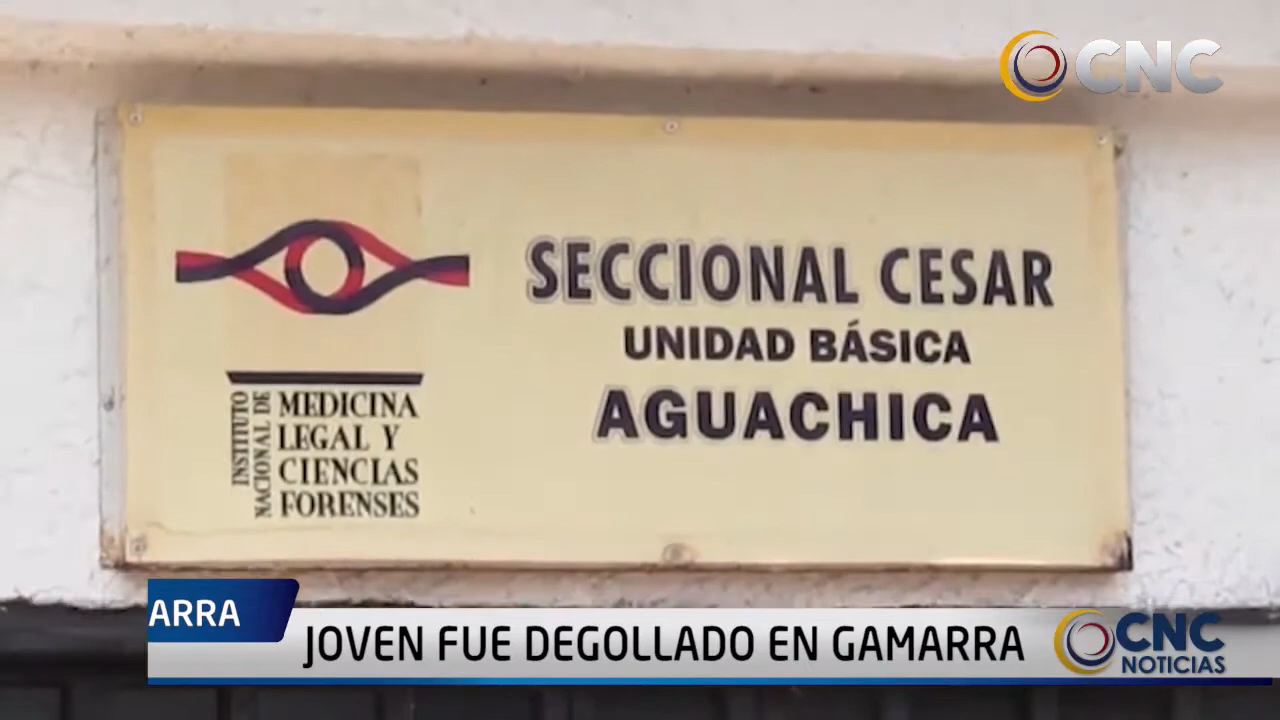 CNC
SECCIONAL CESAR
UNIDAD BÁSICA
AGUACHICA
INSTITUTO
NACIONAL DE
MEDICINA
LEGAL Y
CIENCIAS
FORENSES
ARRA
JOVEN FUE DEGOLLADO EN GAMARRA
CNC
NOTICIAS